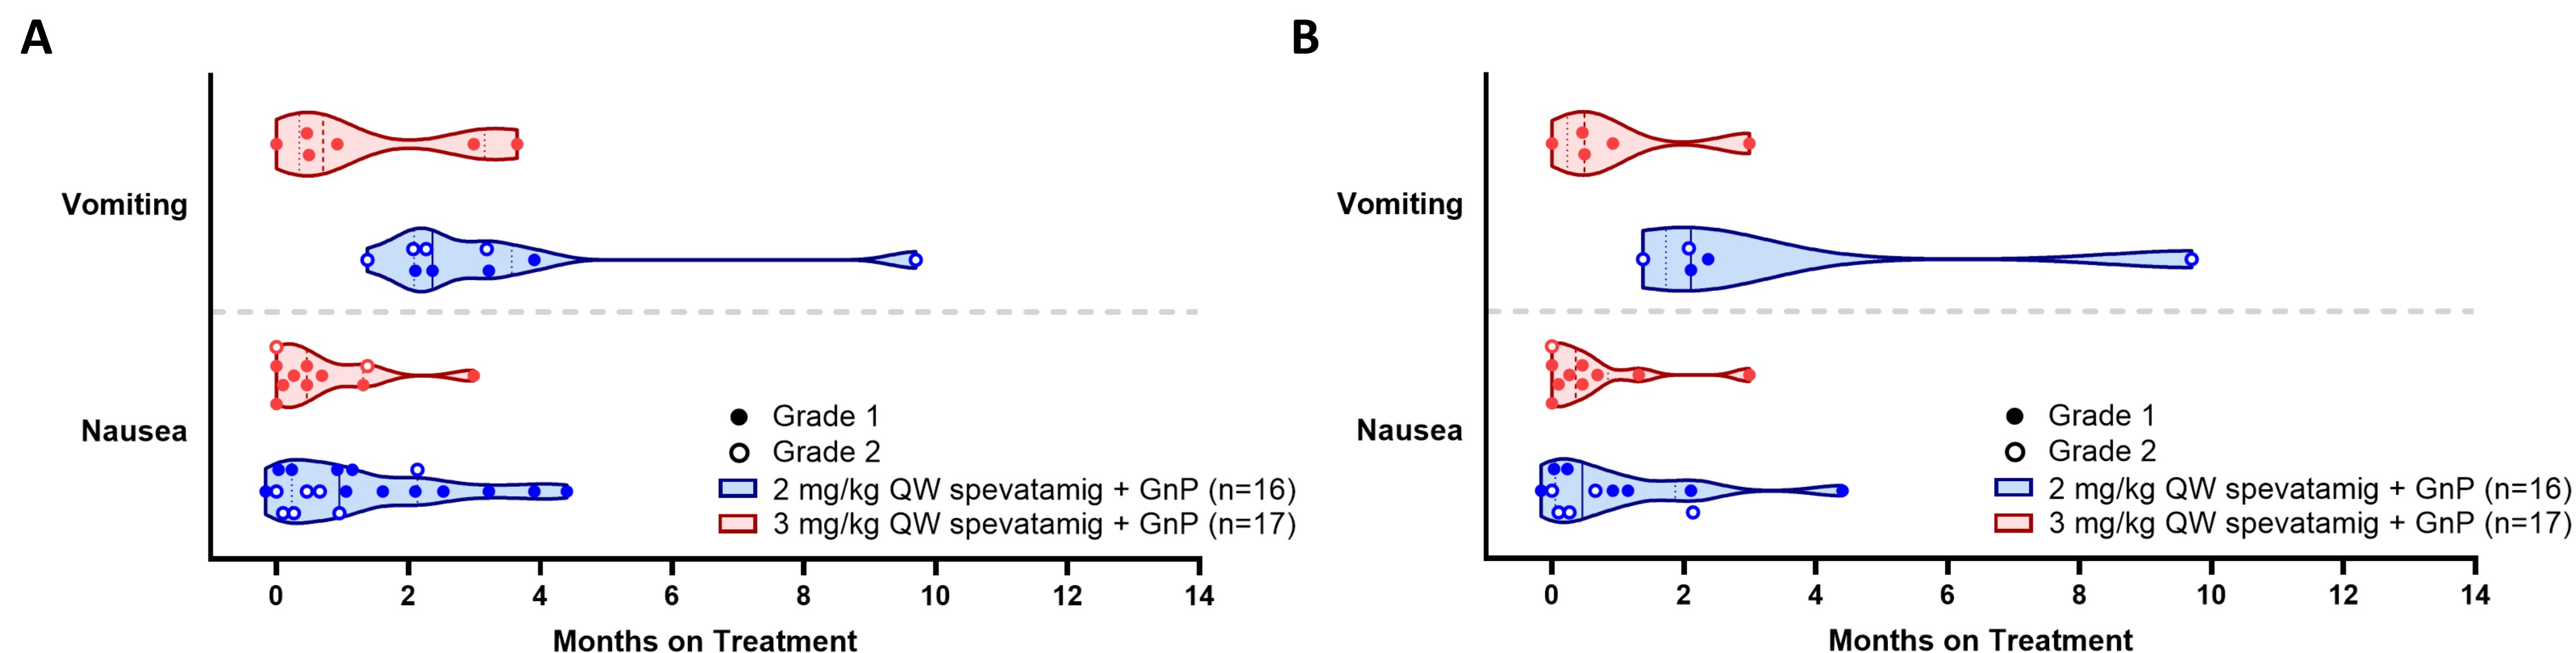 A
Vomiting
Nausea
Grade 1
Grade 2
2 mg/kg QW spevatamig + GnP (n=16)
3 mg/kg QW spevatamig + GnP (n=17)
0 2 4 6 8 10 12 14
Months on Treatment
B
Vomiting
Nausea
Grade 1
Grade 2
2 mg/kg QW spevatamig + GnP (n=16)
3 mg/kg QW spevatamig + GnP (n=17)
0 2 4 6 8 10 12 14
Months on Treatment